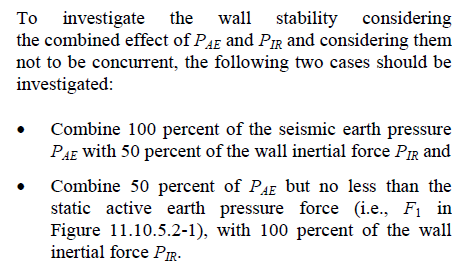 To investigate the wall stability considering
the combined effect of PAE and PIR and considering them
not to be concurrent, the following two cases should be
investigated:
• Combine 100 percent of the seismic earth pressure
PAE with 50 percent of the wall inertial force PIR and
• Combine 50 percent of PAE but no less than the
static active earth pressure force (i.e., F1 in
Figure 11.10.5.2-1), with 100 percent of the wall
inertial force PIR.